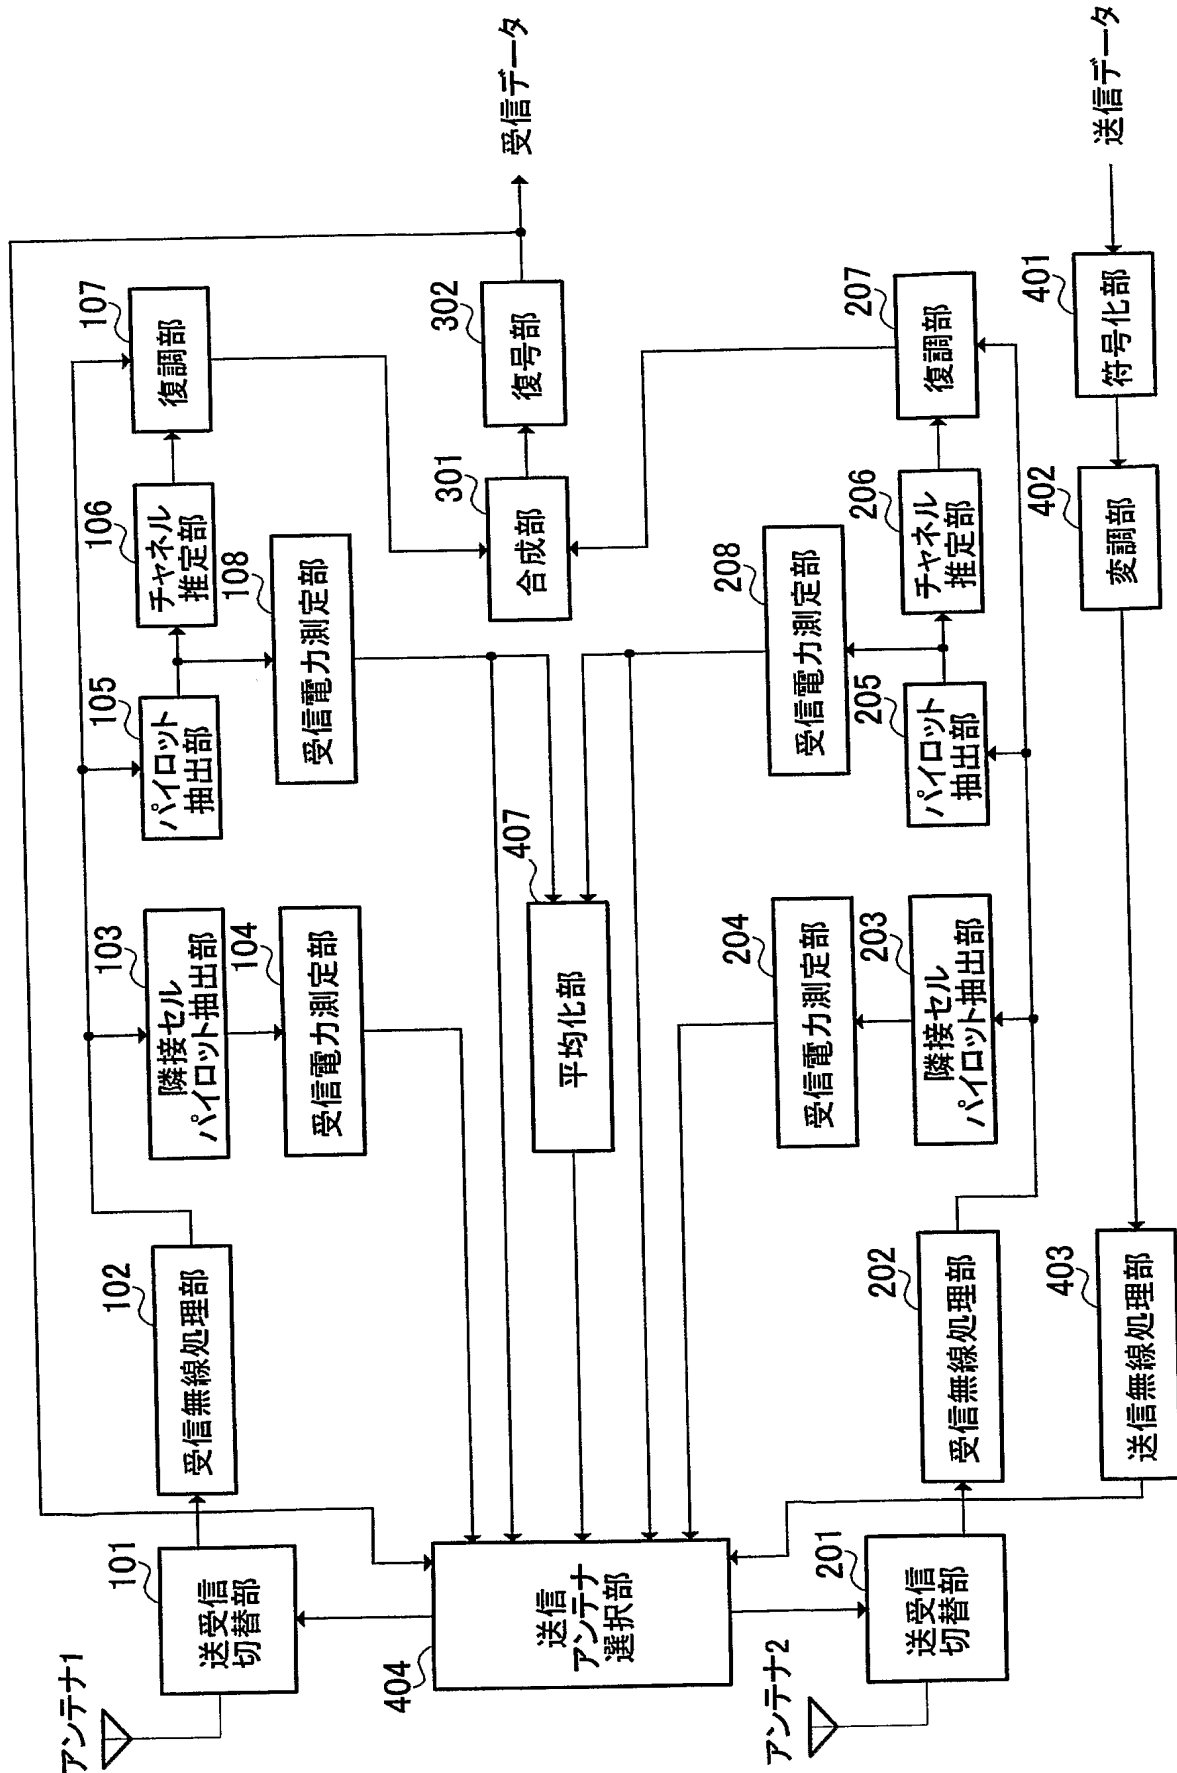 アンテナ1
101
送受信
切替部
102
受信無線処理部
103
隣接セル
パイロット抽出部
104
受信電力測定部
105
パイロット
抽出部
106
チャネル
推定部
107
復調部
108
受信電力測定部
301
合成部
302
復号部
受信データ
404
送信
アンテナ
選択部
407
平均化部
アンテナ2
201
送受信
切替部
202
受信無線処理部
203
隣接セル
パイロット抽出部
204
受信電力測定部
205
パイロット
抽出部
206
チャネル
推定部
207
復調部
208
受信電力測定部
403
送信無線処理部
402
変調部
401
符号化部
送信データ